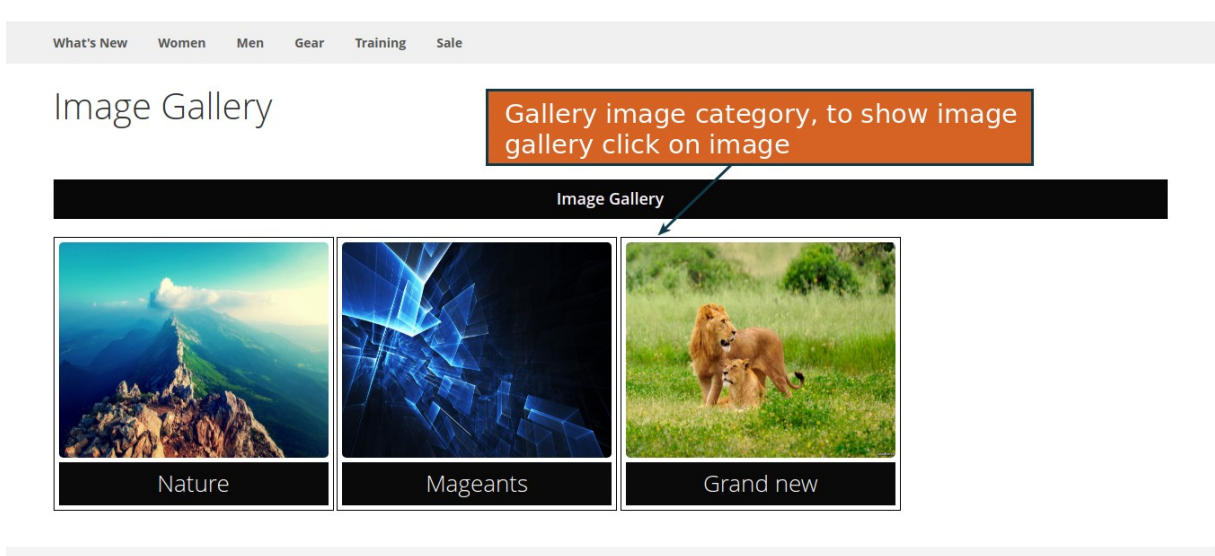 What's New Women Men Gear Training Sale
Image Gallery
Gallery image category, to show image
gallery click on image
Image Gallery
Nature Mageants Grand new